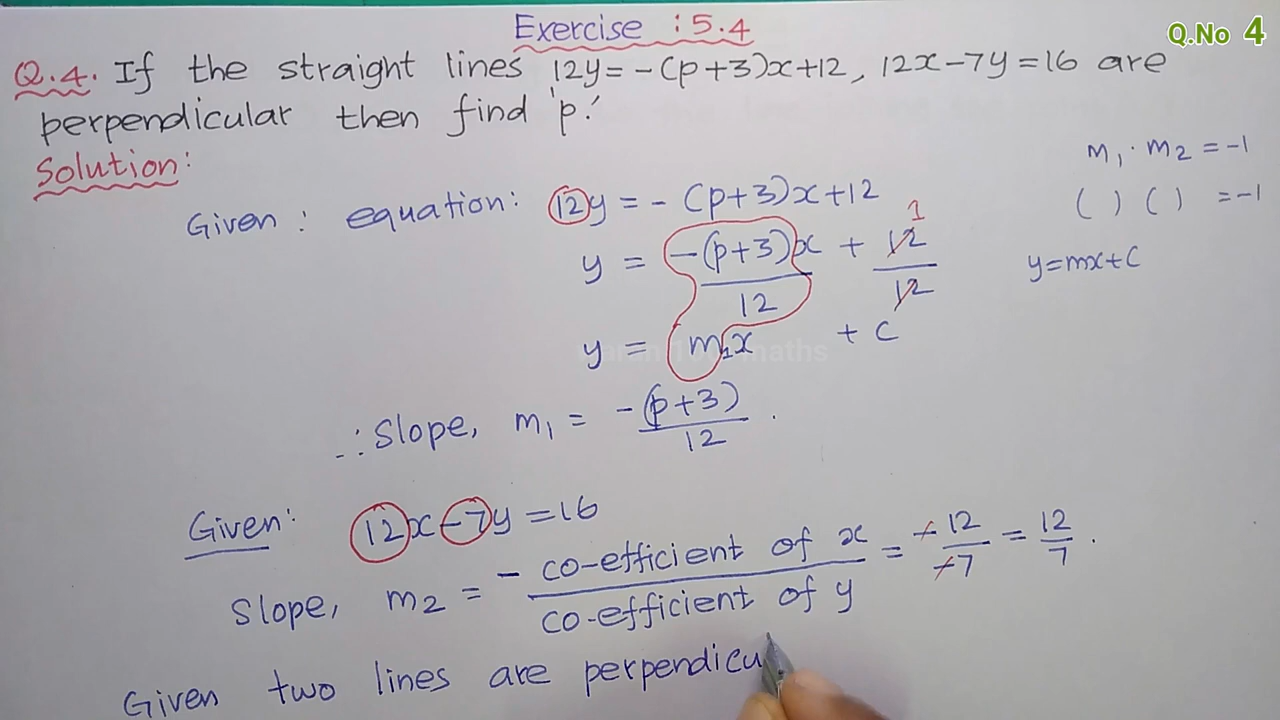 Exercise : 5.4
Q.No 4
Q.4. If the straight lines 12y = -(p+3)x+12, 12x-7y=16 are
perpendicular then find 'p'.
Solution:
m₁ · m₂ = -1
( ) ( ) = -1
y=mx+c
Given: equation: 12y = - (p+3)x+12
y = -(p+3)x/12 + 12/12 1
y = m₁x + c
∴ Slope, m₁ = -(p+3)/12 .
Given: 12x-7y=16
Slope, m₂ = - co-efficient of x/co-efficient of y = -12/-7 = 12/7 .
Given two lines are perpendicu